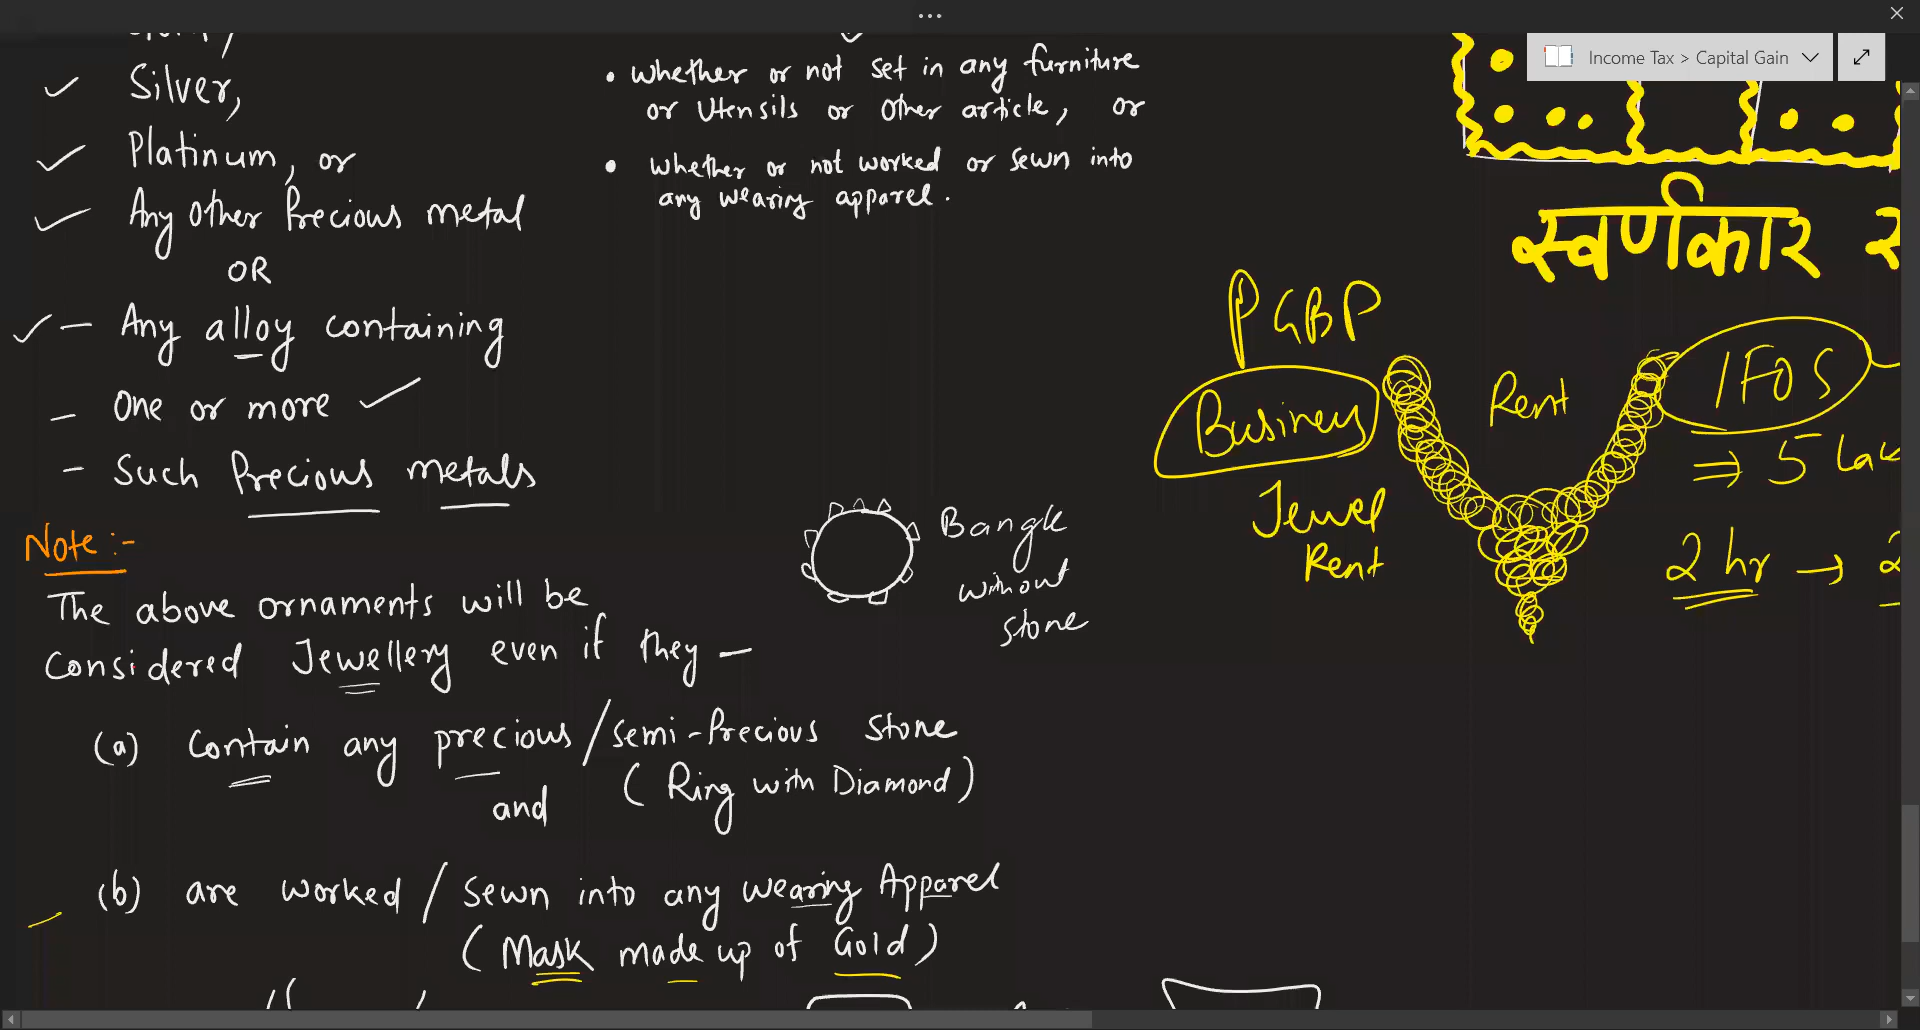 Income Tax > Capital Gain
✓ Silver,
✓ Platinum, or
✓ Any Other Precious metal
OR
✓ - Any alloy containing
- One or more ✓
- Such Precious metals
Note:-
The above ornaments will be
Considered Jewellery even if they -
(a) Contain any precious / Semi-Precious Stone
and ( Ring with Diamond )
(b) are worked / Sewn into any wearing Apparel
( Mask made up of Gold )
• Whether or not set in any furniture
or Utensils or Other article, or
• Whether or not worked or sewn into
any wearing apparel.
Bangle
without
stone
स्वर्णकार
PGBP
Business
Jewel
Rent
Rent
IFOS
⇒ 5 Lak
2 hr → 2